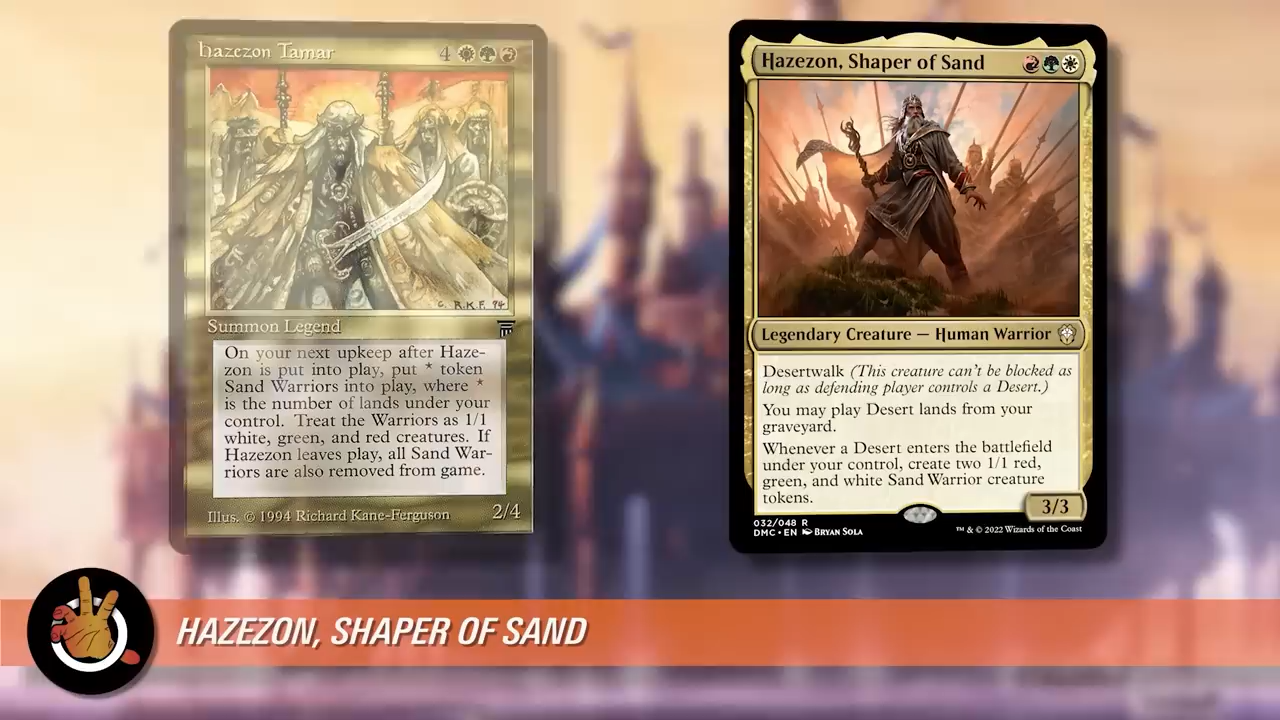 Hazezon Tamar
4
Summon Legend
On your next upkeep after Haze-
zon is put into play, put * token
Sand Warriors into play, where *
is the number of lands under your
control. Treat the Warriors as 1/1
white, green, and red creatures. If
Hazezon leaves play, all Sand War-
riors are also removed from game.
C. R.K.F. 94
Illus. © 1994 Richard Kane-Ferguson
2/4
Hazezon, Shaper of Sand
Legendary Creature — Human Warrior
Desertwalk (This creature can't be blocked as
long as defending player controls a Desert.)
You may play Desert lands from your
graveyard.
Whenever a Desert enters the battlefield
under your control, create two 1/1 red,
green, and white Sand Warrior creature
tokens.
3/3
032/048 R
DMC • EN BRYAN SOLA
™ & © 2022 Wizards of the Coast
HAZEZON, SHAPER OF SAND